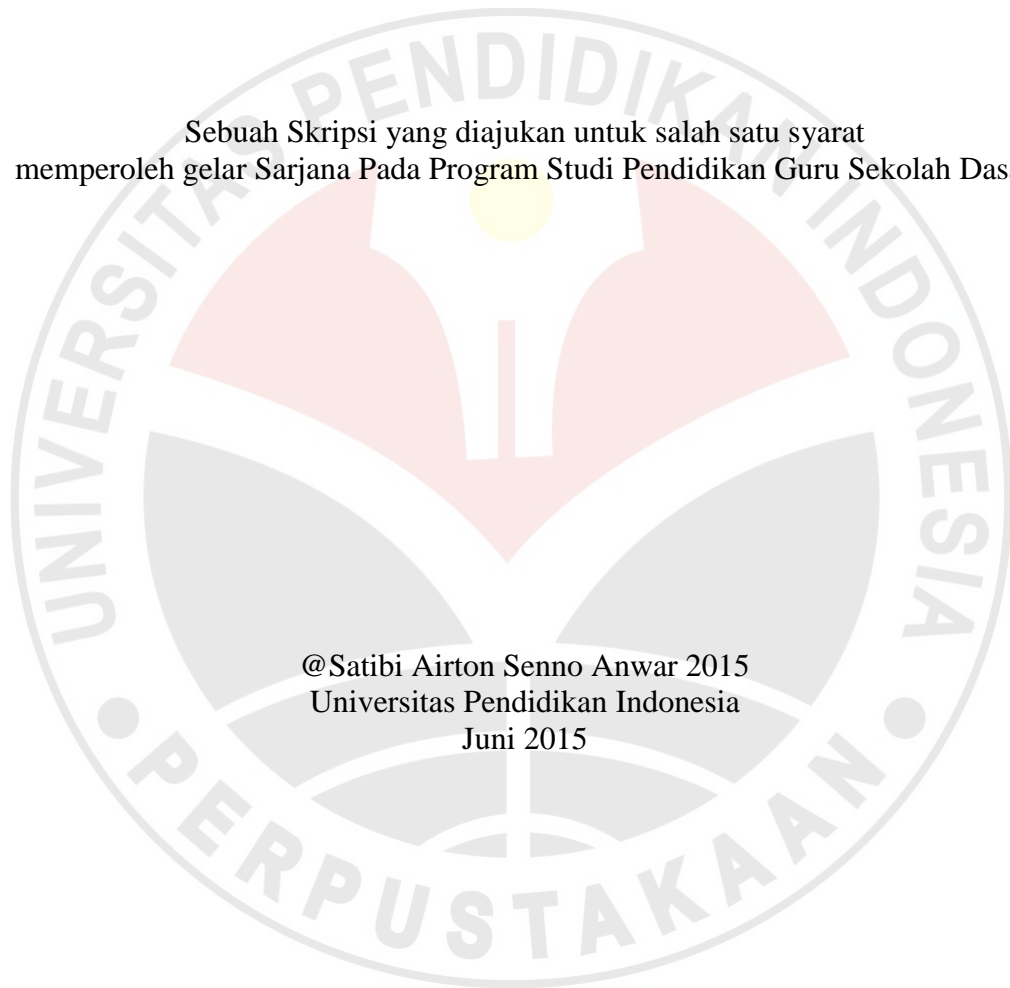 UNIVERSITAS PENDIDIKAN INDONESIA
Sebuah Skripsi yang diajukan untuk salah satu syarat
memperoleh gelar Sarjana Pada Program Studi Pendidikan Guru Sekolah
@Satibi Airton Senno Anwar 2015
Universitas Pendidikan Indonesia
Juni 2015
PERPUSTAKAAN